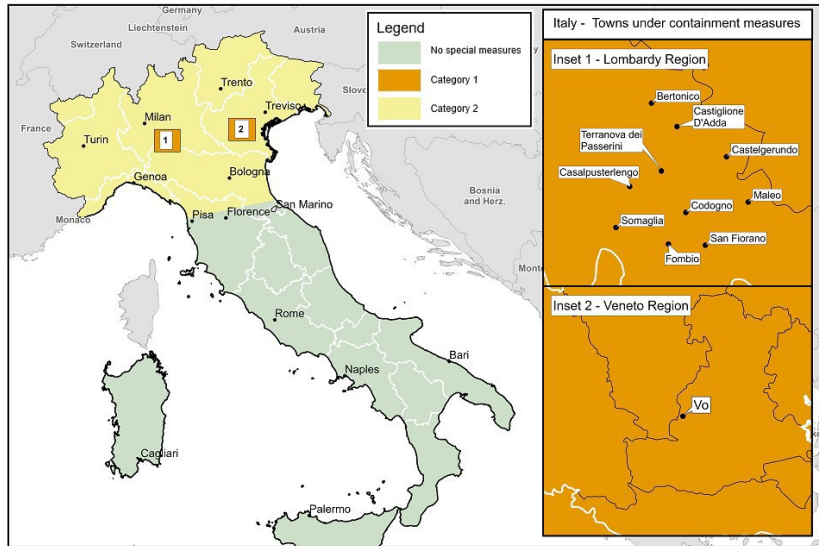 Germany
Liechtenstein
Austria
Switzerland
Slove
France
Monaco
Bosnia
and Herz.
Mont
Legend
No special measures
Category 1
Category 2
Trento
Treviso
Milan
1
2
Turin
Genoa
Bologna
San Marino
Pisa
Florence
Rome
Bari
Naples
Cagliari
Palermo
Italy - Towns under containment measures
Inset 1 - Lombardy Region
Bertonico
Castiglione
D'Adda
Terranova dei
Passerini
Castelgerundo
Casalpusterlengo
Maleo
Codogno
Somaglia
San Fiorano
Fombio
Inset 2 - Veneto Region
Vo